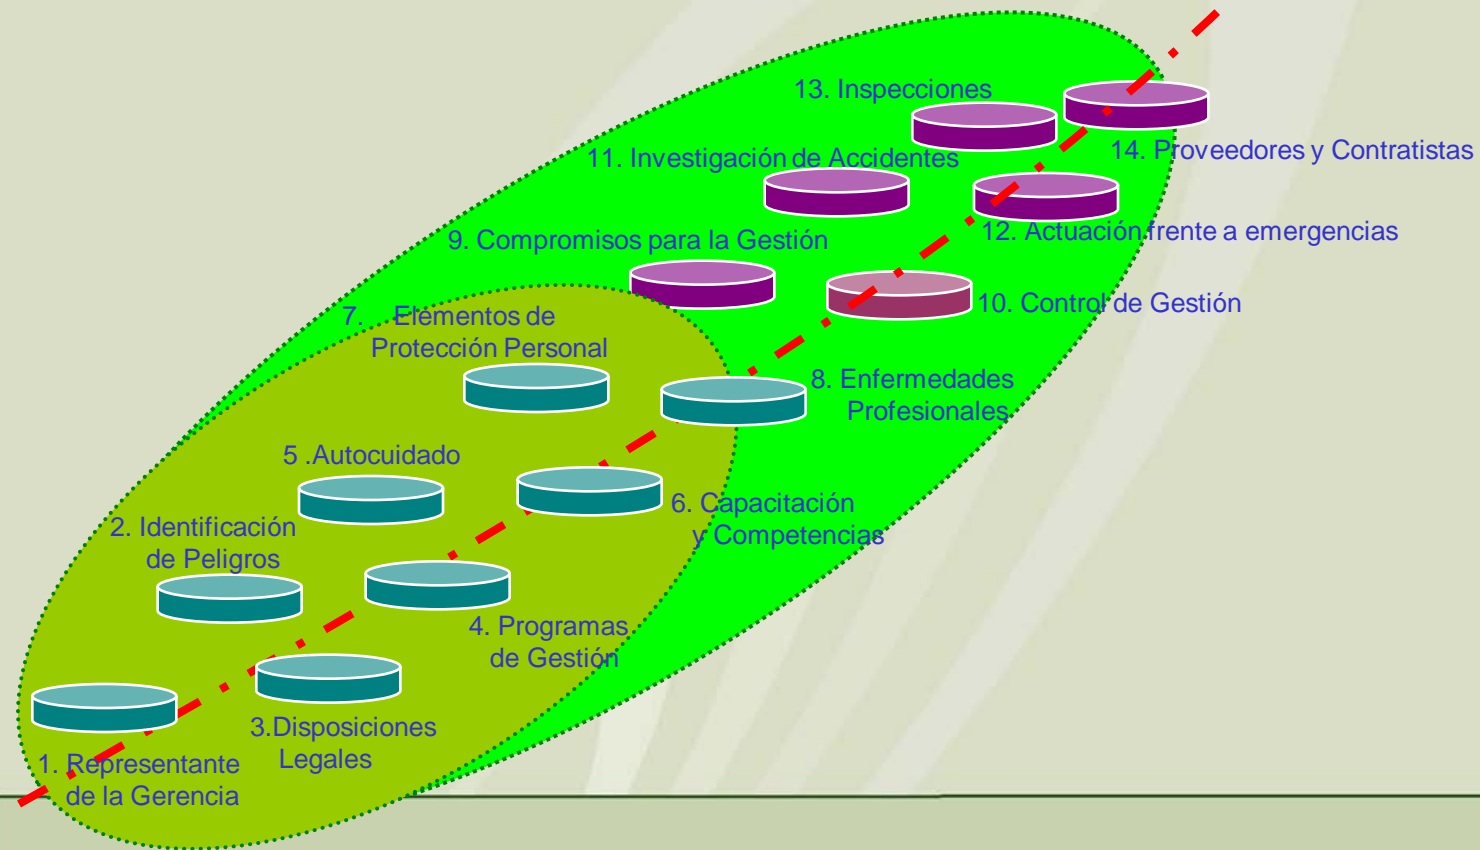 13. Inspecciones
14. Proveedores y Contratistas
11. Investigación de Accidentes
12. Actuación frente a emergencias
9. Compromisos para la Gestión
10. Control de Gestión
7. Elementos de
Protección Personal
8. Enfermedades
Profesionales
5 .Autocuidado
6. Capacitación
y Competencias
2. Identificación
de Peligros
4. Programas
de Gestión
3.Disposiciones
Legales
1. Representante
de la Gerencia